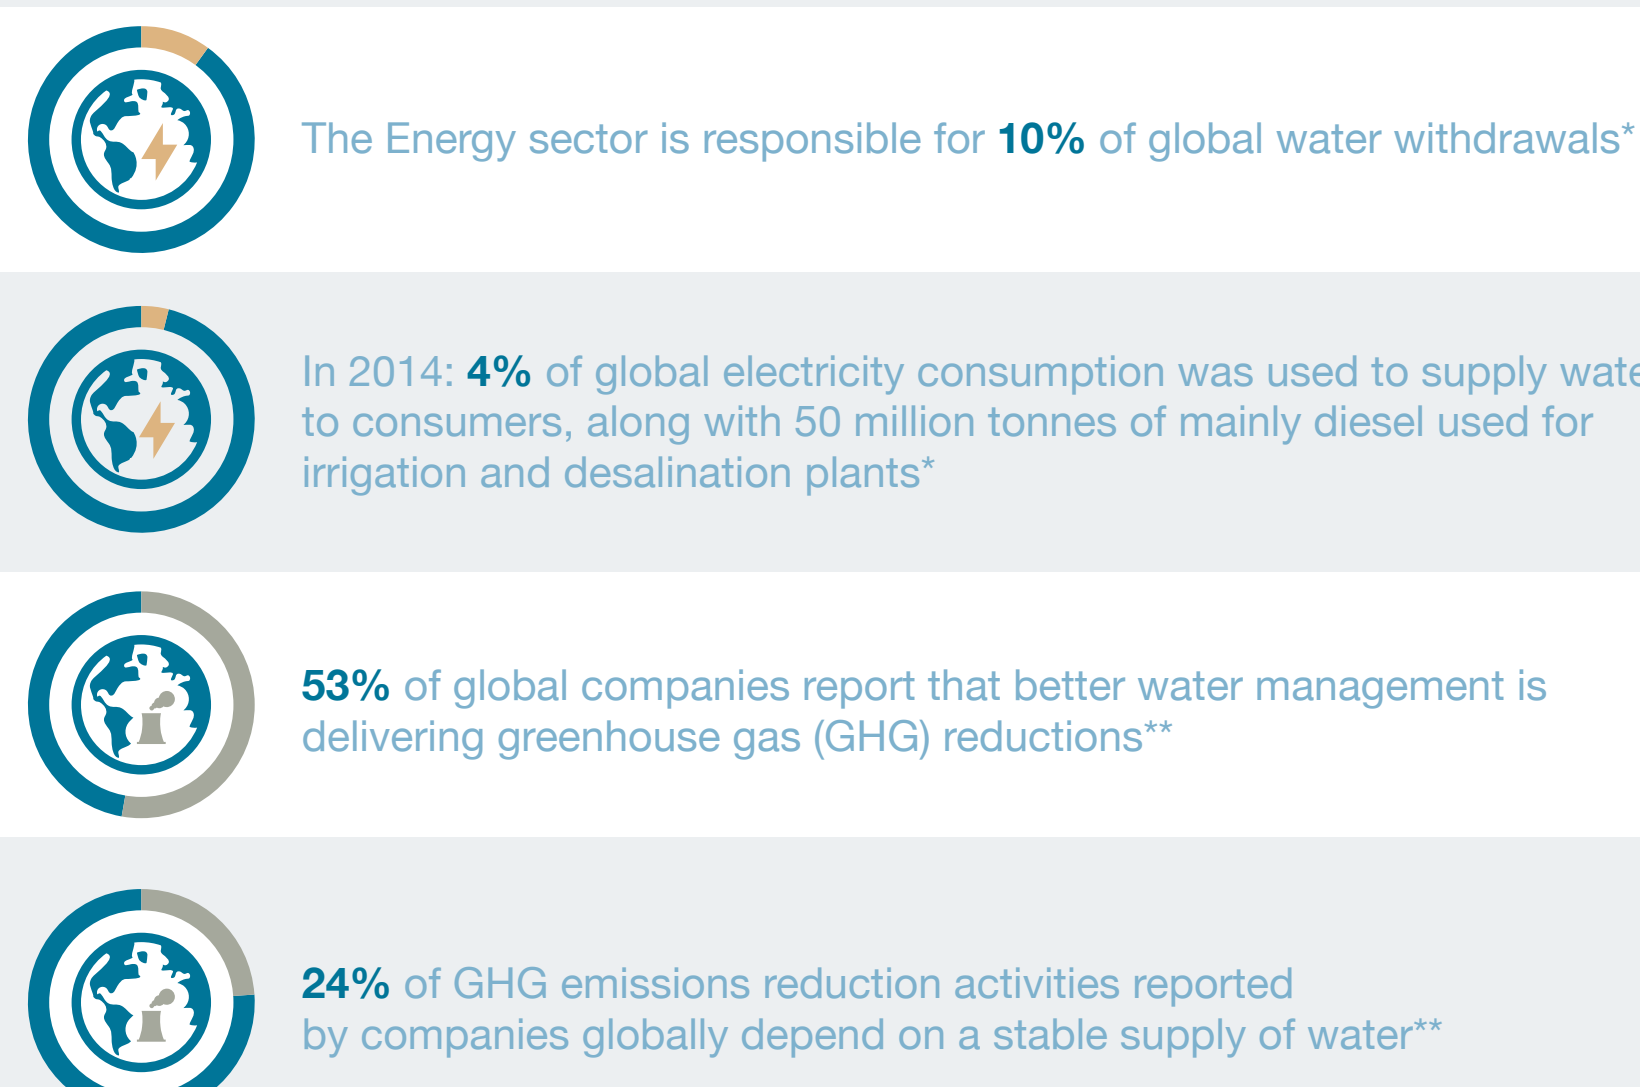 The Energy sector is responsible for 10% of global water withdrawals*
In 2014: 4% of global electricity consumption was used to supply wate
to consumers, along with 50 million tonnes of mainly diesel used for
irrigation and desalination plants*
53% of global companies report that better water management is
delivering greenhouse gas (GHG) reductions**
24% of GHG emissions reduction activities reported
by companies globally depend on a stable supply of water**